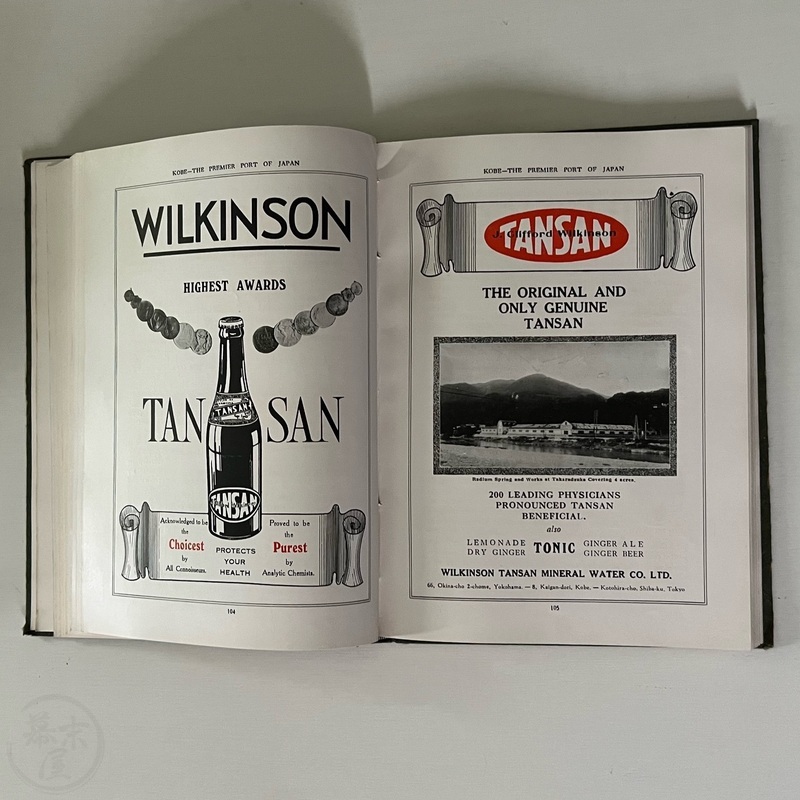 KOBE—THE PREMIER PORT OF JAPAN
WILKINSON
HIGHEST AWARDS
TANSAN
TAN SAN
TANSAN
Acknowledged to be
the
Choicest
by
All Connoisseurs.
PROTECTS
YOUR
HEALTH
Proved to be
the
Purest
by
Analytic Chemists.
104
KOBE—THE PREMIER PORT OF JAPAN
TANSAN
J. Clifford Wilkinson
THE ORIGINAL AND
ONLY GENUINE
TANSAN
Radium Spring and Works at Takaradzuka Covering 4 acres.
200 LEADING PHYSICIANS
PRONOUNCED TANSAN
BENEFICIAL.
also
LEMONADE TONIC GINGER ALE
DRY GINGER GINGER BEER
WILKINSON TANSAN MINERAL WATER CO. LTD.
66, Okina-cho 2-chome, Yokohama. — 8, Kaigan-dori, Kobe. — Kotohira-cho, Shiba-ku, Tokyo
105
幕末
屋